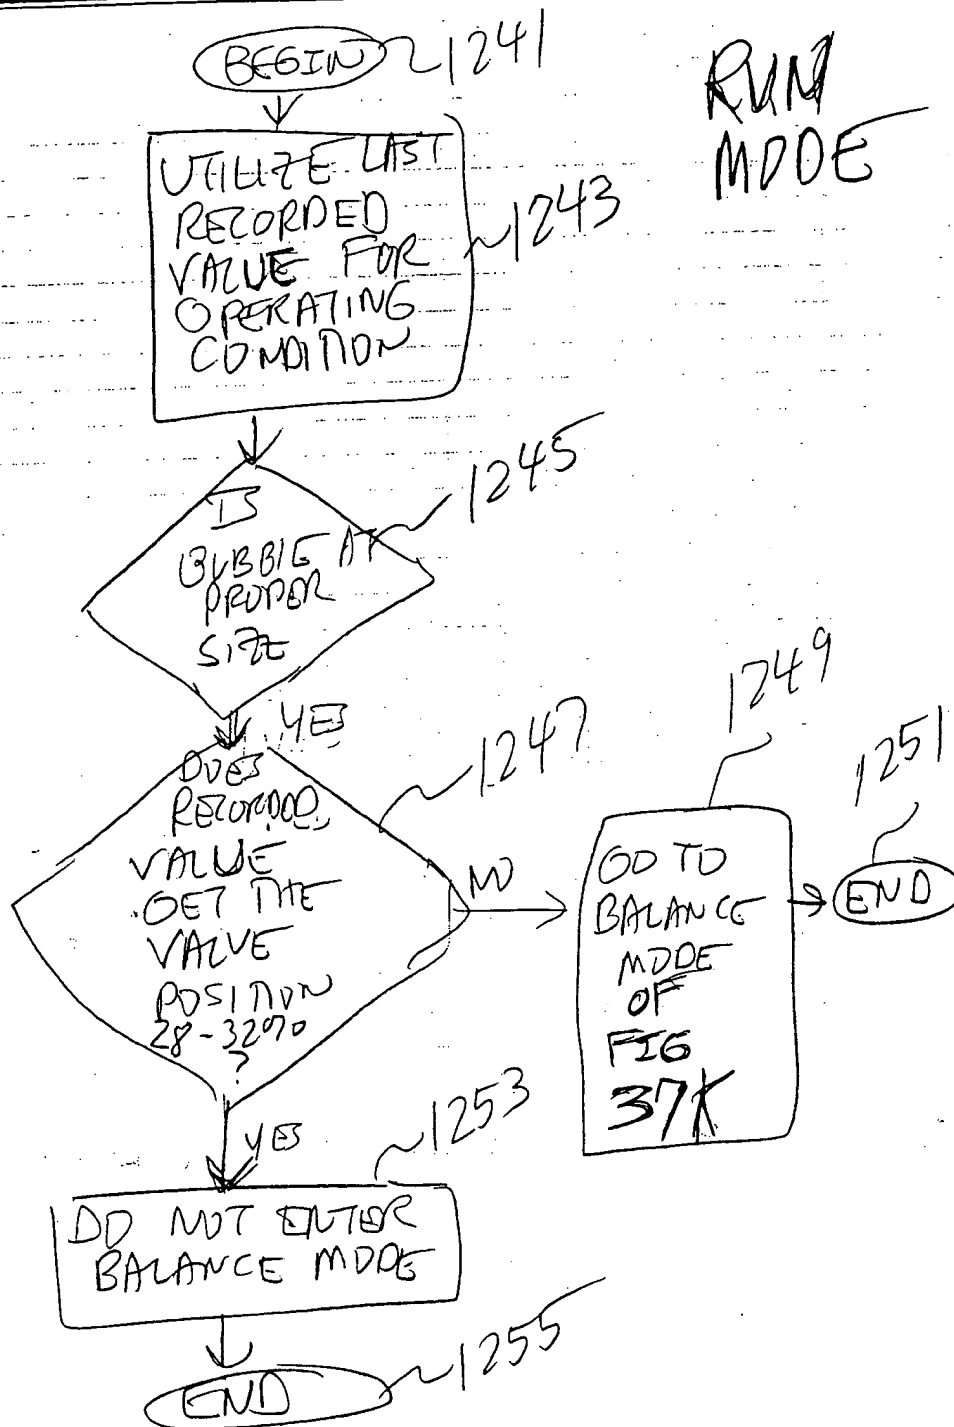 BEGIN 1241
RUN
MODE
UTILIZE LAST
RECORDED
VALUE FOR
OPERATING
CONDITION
1243
IS
BUBBLE AT
PROPER
SIZE
1245
YES
DOES
RECORDED
VALUE
GET THE
VALVE
POSITION
28-32%
?
1247
NO
GO TO
BALANCE
MODE
OF
FIG
37K
1249
END
1251
YES
DO NOT ENTER
BALANCE MODE
1253
END
1255